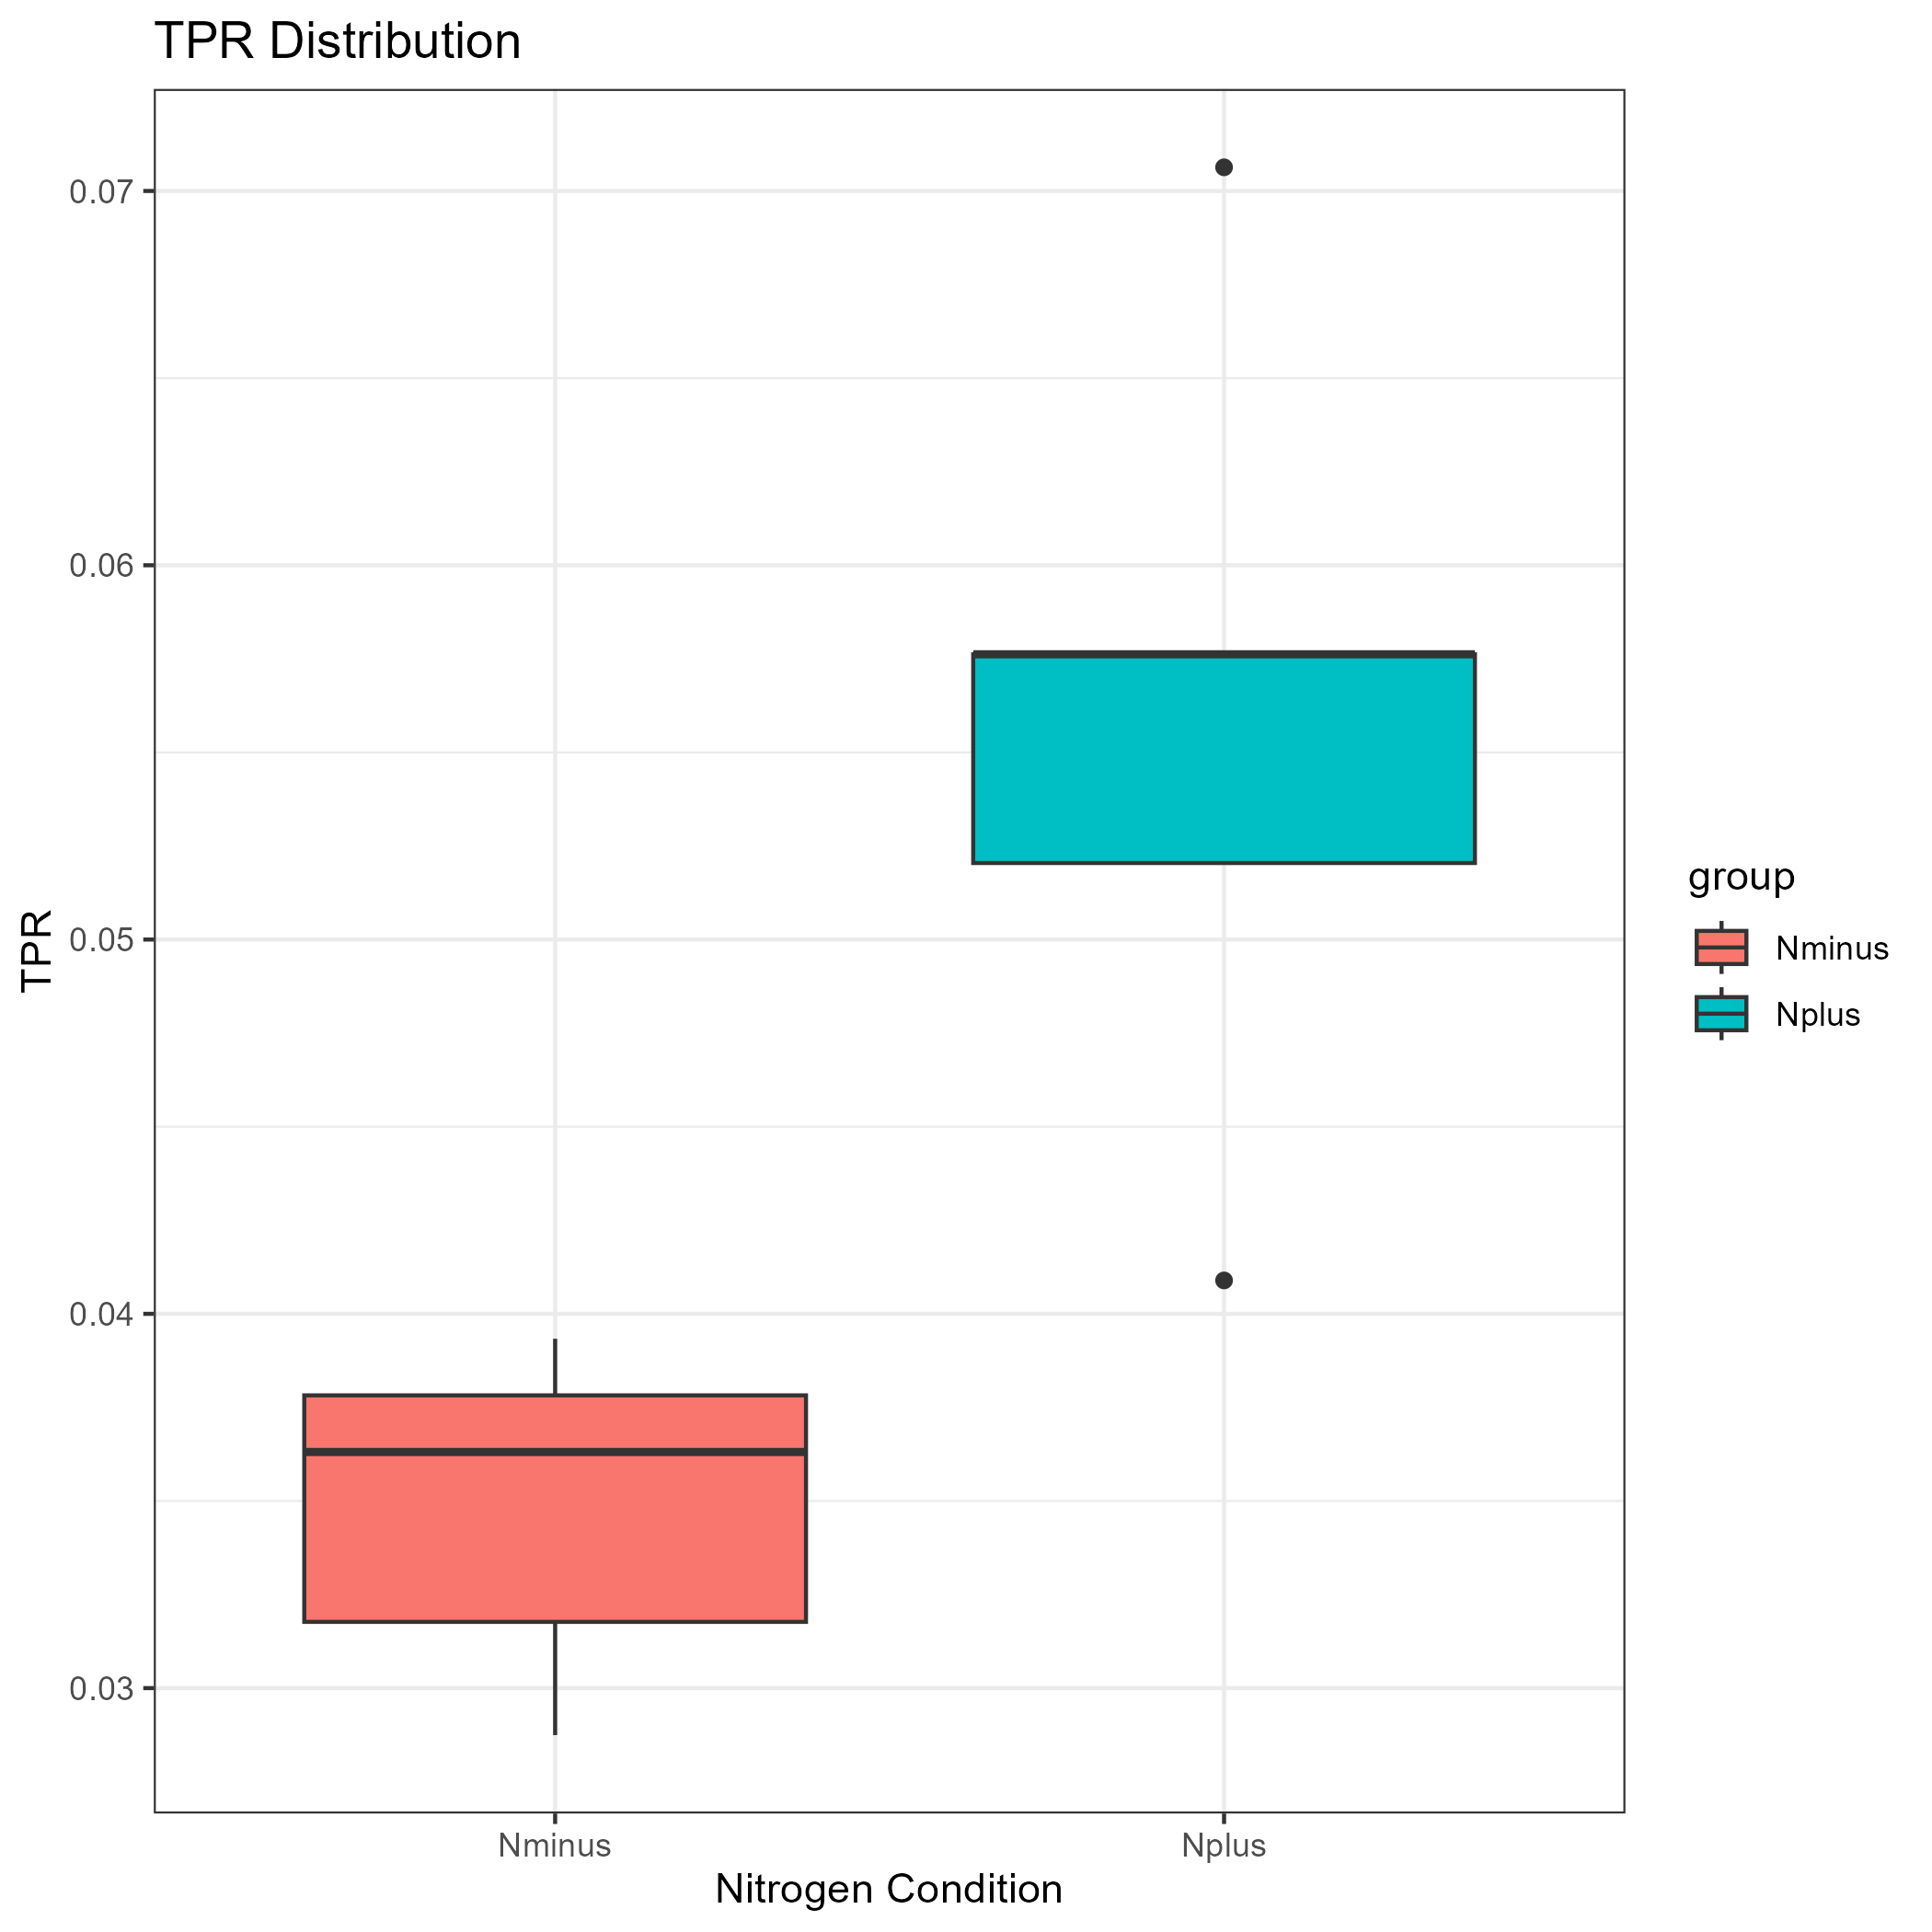 TPR Distribution
0.07
0.06
0.05
0.04
0.03
TPR
Nminus
Nplus
Nitrogen Condition
group
Nminus
Nplus